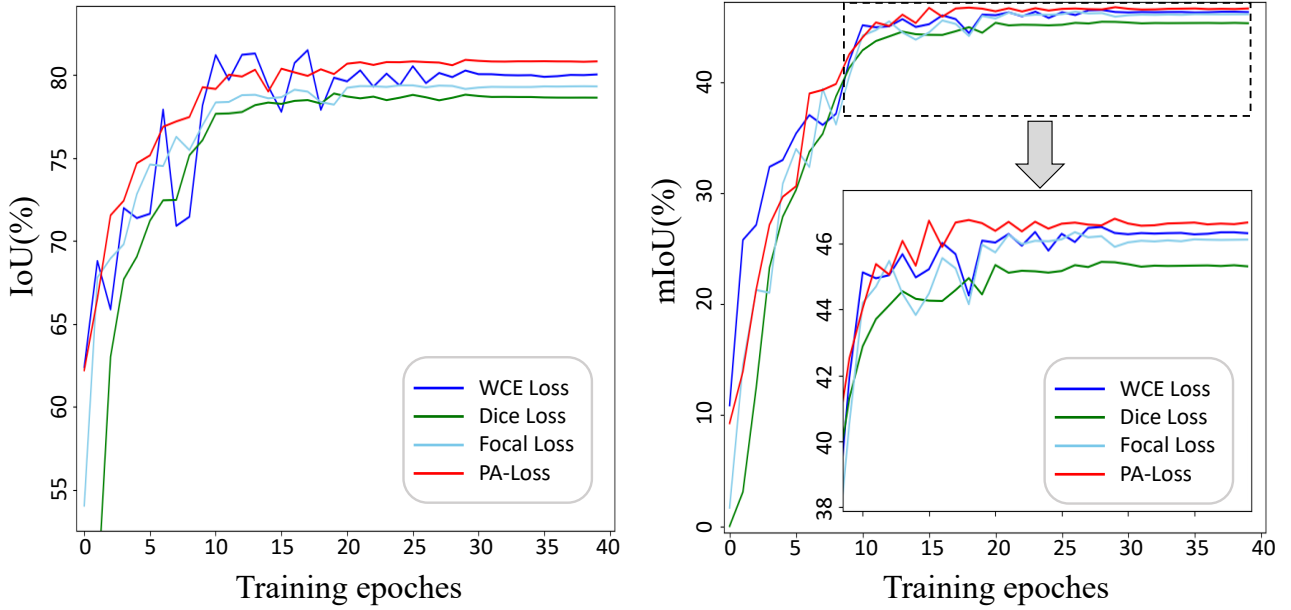 IoU(%)
80
75
70
65
60
55
0 5 10 15 20 25 30 35 40
Training epoches
WCE Loss
Dice Loss
Focal Loss
PA-Loss
mIoU(%)
40
30
20
10
0
0 5 10 15 20 25 30 35 40
Training epoches
46
44
42
40
38
WCE Loss
Dice Loss
Focal Loss
PA-Loss